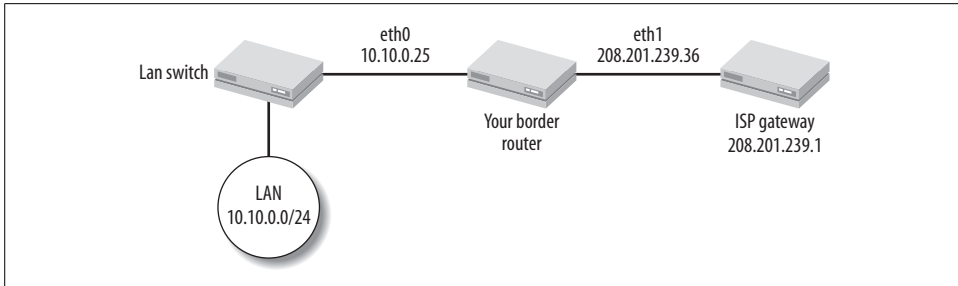 eth0
10.10.0.25
eth1
208.201.239.36
Lan switch
Your border
router
ISP gateway
208.201.239.1
LAN
10.10.0.0/24